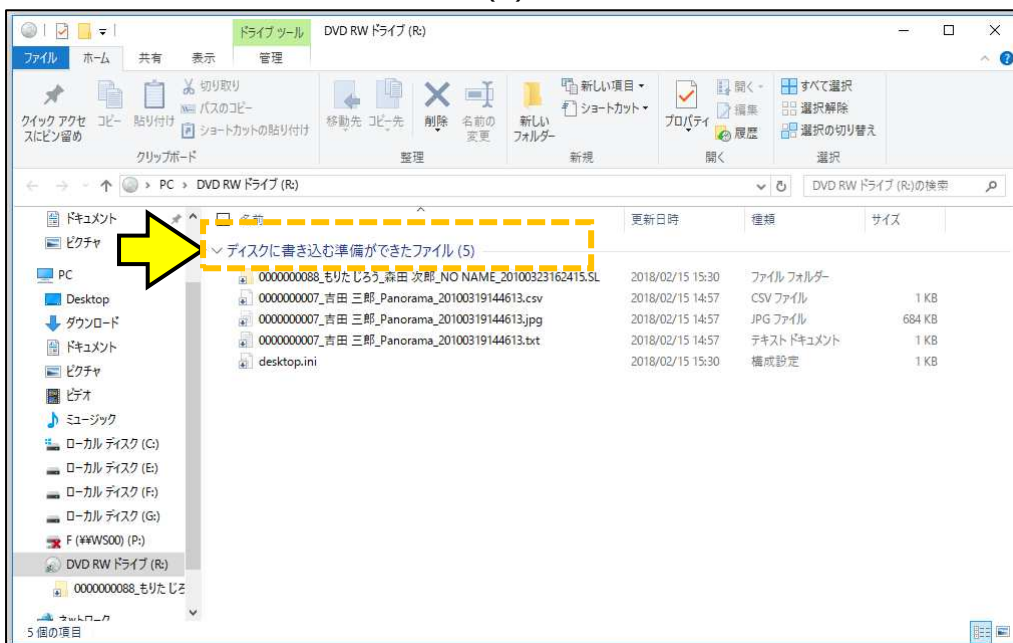 ドライブ ツール DVD RW ドライブ (R:)
ファイル ホーム 共有 表示 管理
クイック アクセスにピン留め
コピー
貼り付け
切り取り
パスのコピー
ショートカットの貼り付け
クリップボード
移動先 コピー先 削除 名前の変更
整理
新しいフォルダー
新しい項目
ショートカット
新規
プロパティ
開く
編集
履歴
開く
すべて選択
選択解除
選択の切り替え
選択
PC › DVD RW ドライブ (R:)
DVD RW ドライブ (R:)の検索
名前 更新日時 種類 サイズ
ディスクに書き込む準備ができたファイル (5)
0000000088_もりたじろう_森田 次郎_NO NAME_20100323162415.SL 2018/02/15 15:30 ファイル フォルダー
0000000007_吉田 三郎_Panorama_20100319144613.csv 2018/02/15 14:57 CSV ファイル 1 KB
0000000007_吉田 三郎_Panorama_20100319144613.jpg 2018/02/15 14:57 JPG ファイル 684 KB
0000000007_吉田 三郎_Panorama_20100319144613.txt 2018/02/15 14:57 テキスト ドキュメント 1 KB
desktop.ini 2018/02/15 15:30 構成設定 1 KB
ドキュメント
ピクチャ
PC
Desktop
ダウンロード
ドキュメント
ピクチャ
ビデオ
ミュージック
ローカル ディスク (C:)
ローカル ディスク (E:)
ローカル ディスク (F:)
ローカル ディスク (G:)
F (¥¥WS00) (P:)
DVD RW ドライブ (R:)
0000000088_もりたじろ
ネットワーク
5 個の項目